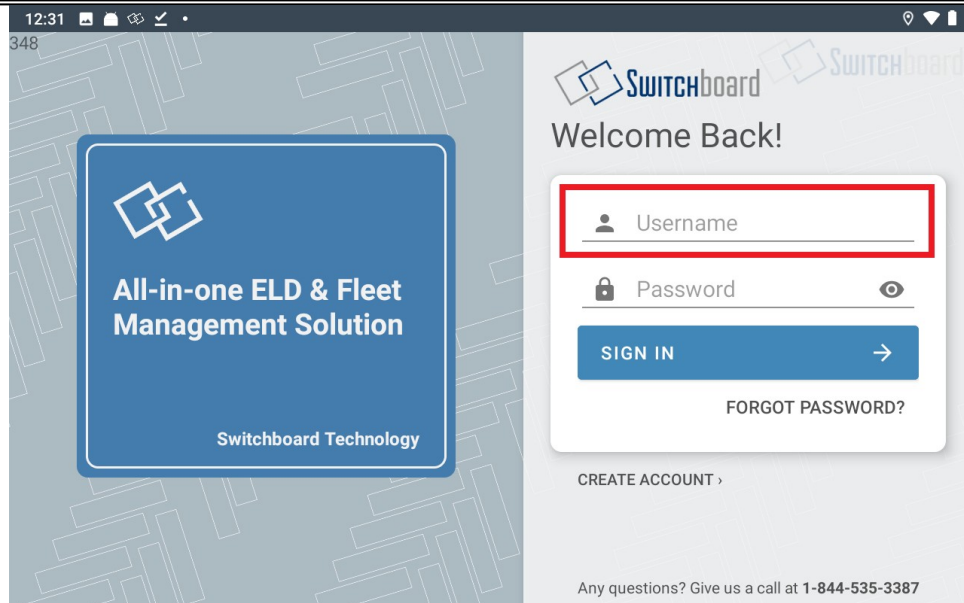 12:31
348
All-in-one ELD & Fleet
Management Solution
Switchboard Technology
SWITCHboard
SWITCHboard
Welcome Back!
Username
Password
SIGN IN
FORGOT PASSWORD?
CREATE ACCOUNT ›
Any questions? Give us a call at 1-844-535-3387